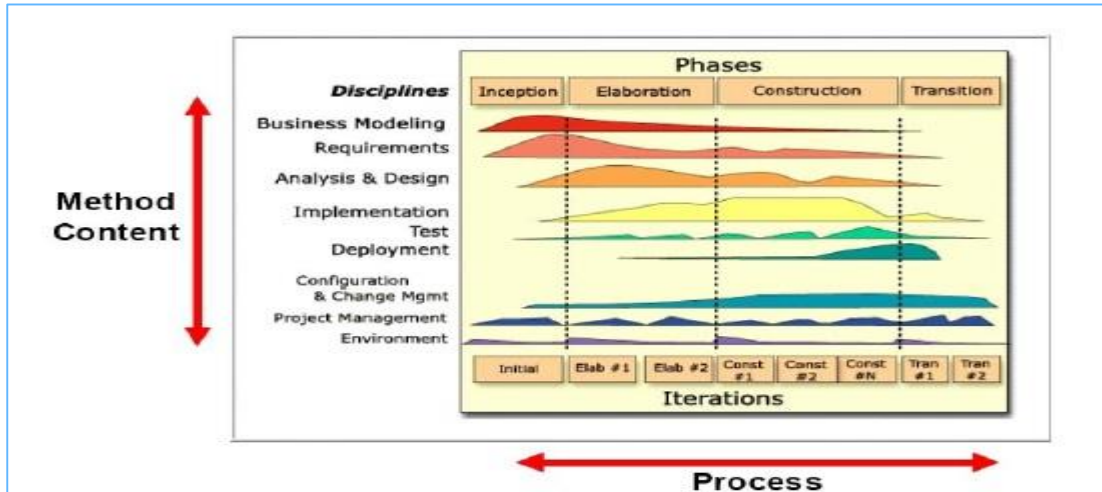 Phases
Disciplines
Inception
Elaboration
Construction
Transition
Business Modeling
Requirements
Analysis & Design
Implementation
Test
Deployment
Configuration
& Change Mgmt
Project Management
Environment
Method
Content
Initial
Elab #1
Elab #2
Const
#1
Const
#2
Const
#N
Tran
#1
Tran
#2
Iterations
Process